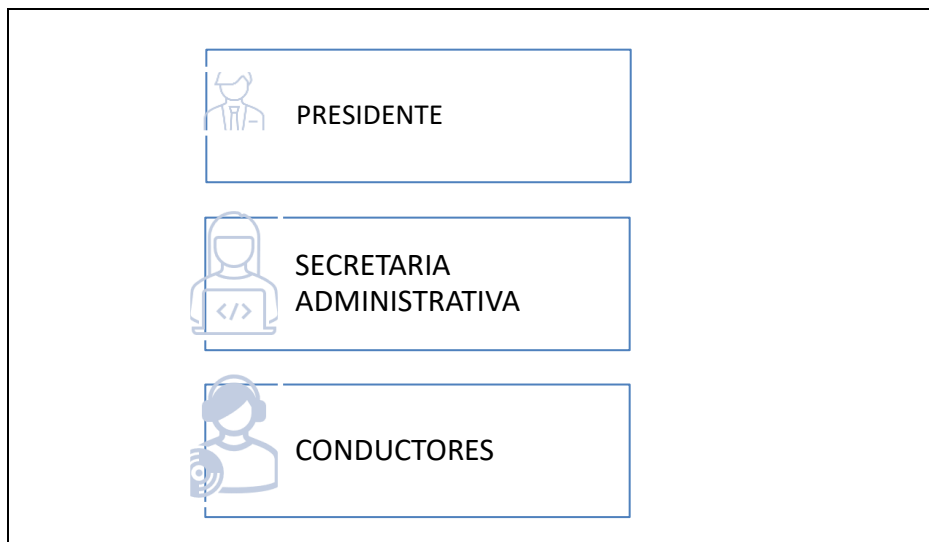 PRESIDENTE
SECRETARIA
ADMINISTRATIVA
</>
CONDUCTORES